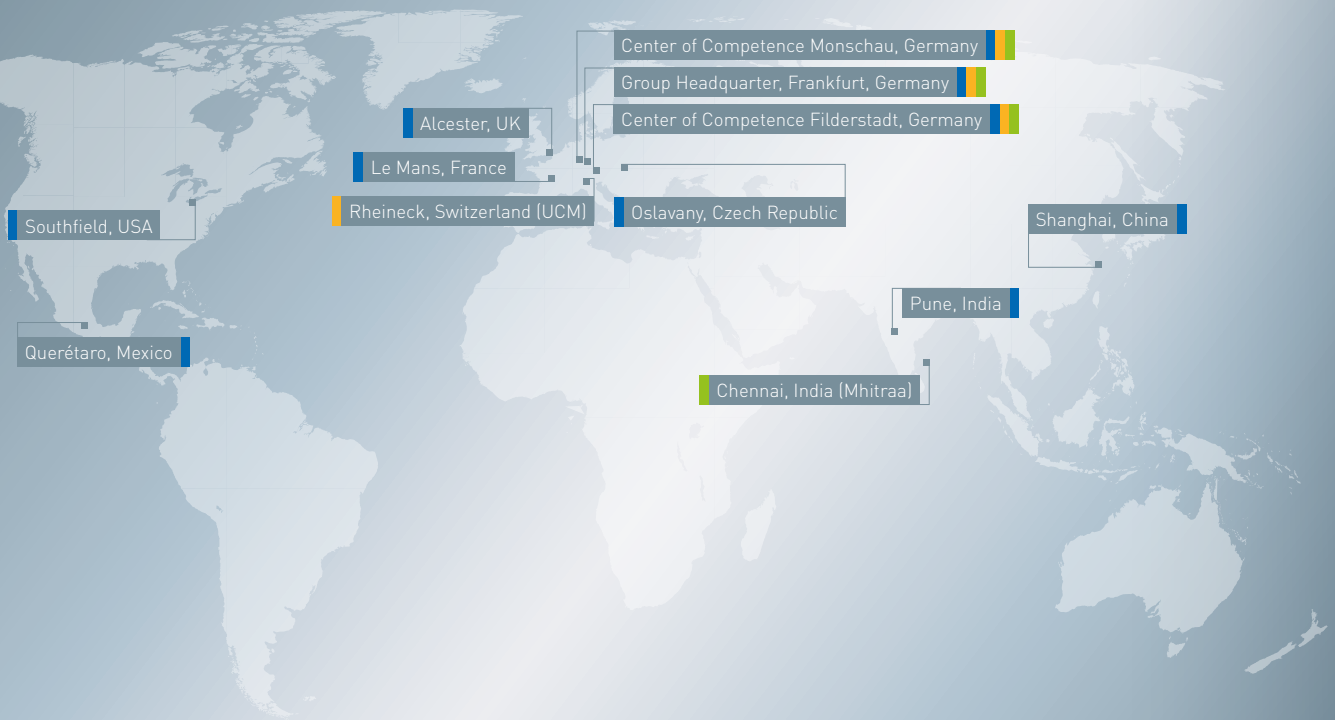 Center of Competence Monschau, Germany
Group Headquarter, Frankfurt, Germany
Center of Competence Filderstadt, Germany
Alcester, UK
Le Mans, France
Rheineck, Switzerland (UCM)
Oslavany, Czech Republic
Southfield, USA
Shanghai, China
Pune, India
Querétaro, Mexico
Chennai, India (Mhitraa)